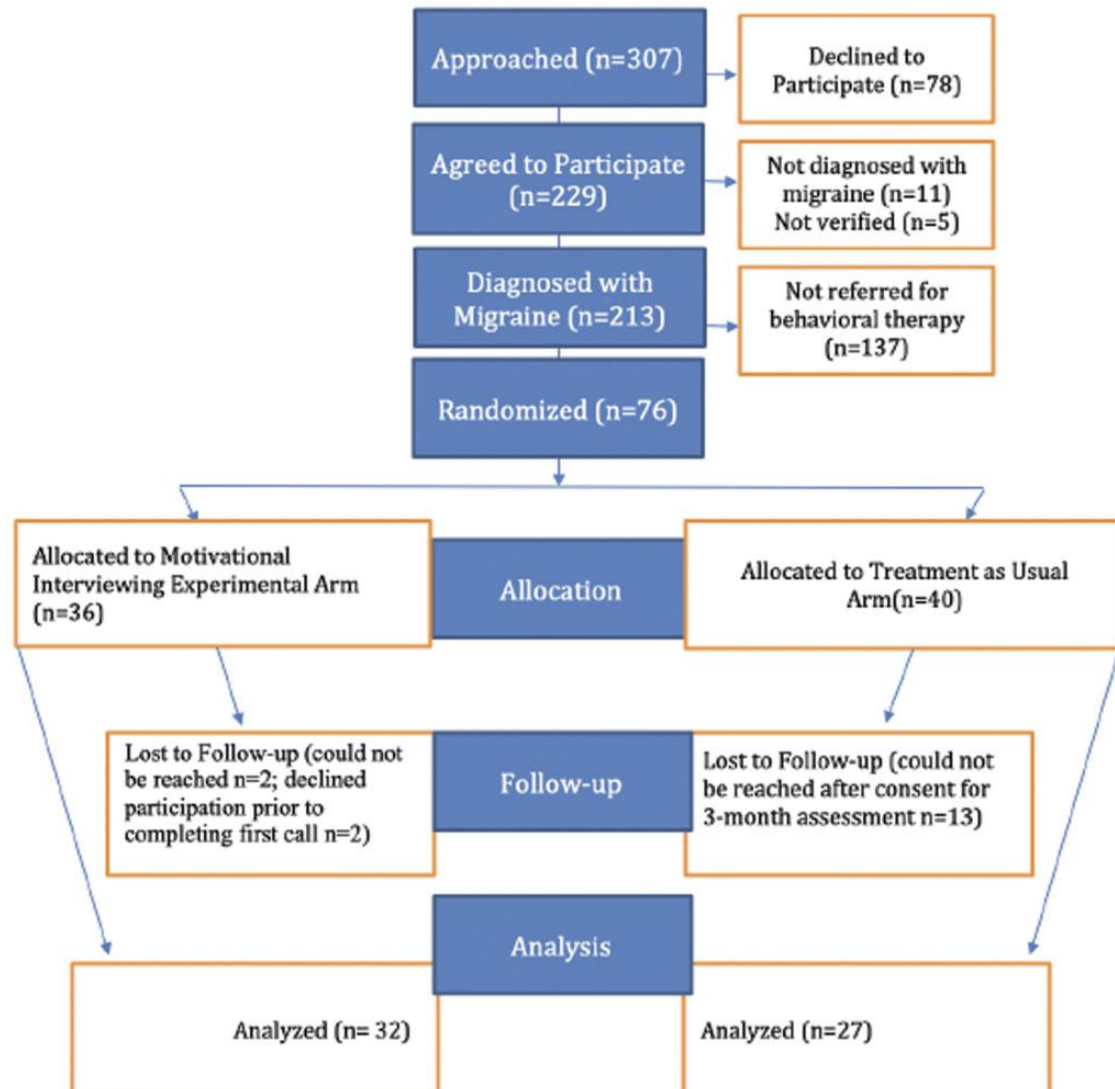 Approached (n=307)
Declined to
Participate (n=78)
Agreed to Participate
(n=229)
Not diagnosed with
migraine (n=11)
Not verified (n=5)
Diagnosed with
Migraine (n=213)
Not referred for
behavioral therapy
(n=137)
Randomized (n=76)
Allocated to Motivational
Interviewing Experimental Arm
(n=36)
Allocation
Allocated to Treatment as Usual
Arm(n=40)
Lost to Follow-up (could not
be reached n=2; declined
participation prior to
completing first call n=2)
Follow-up
Lost to Follow-up (could not
be reached after consent for
3-month assessment n=13)
Analysis
Analyzed (n= 32)
Analyzed (n=27)